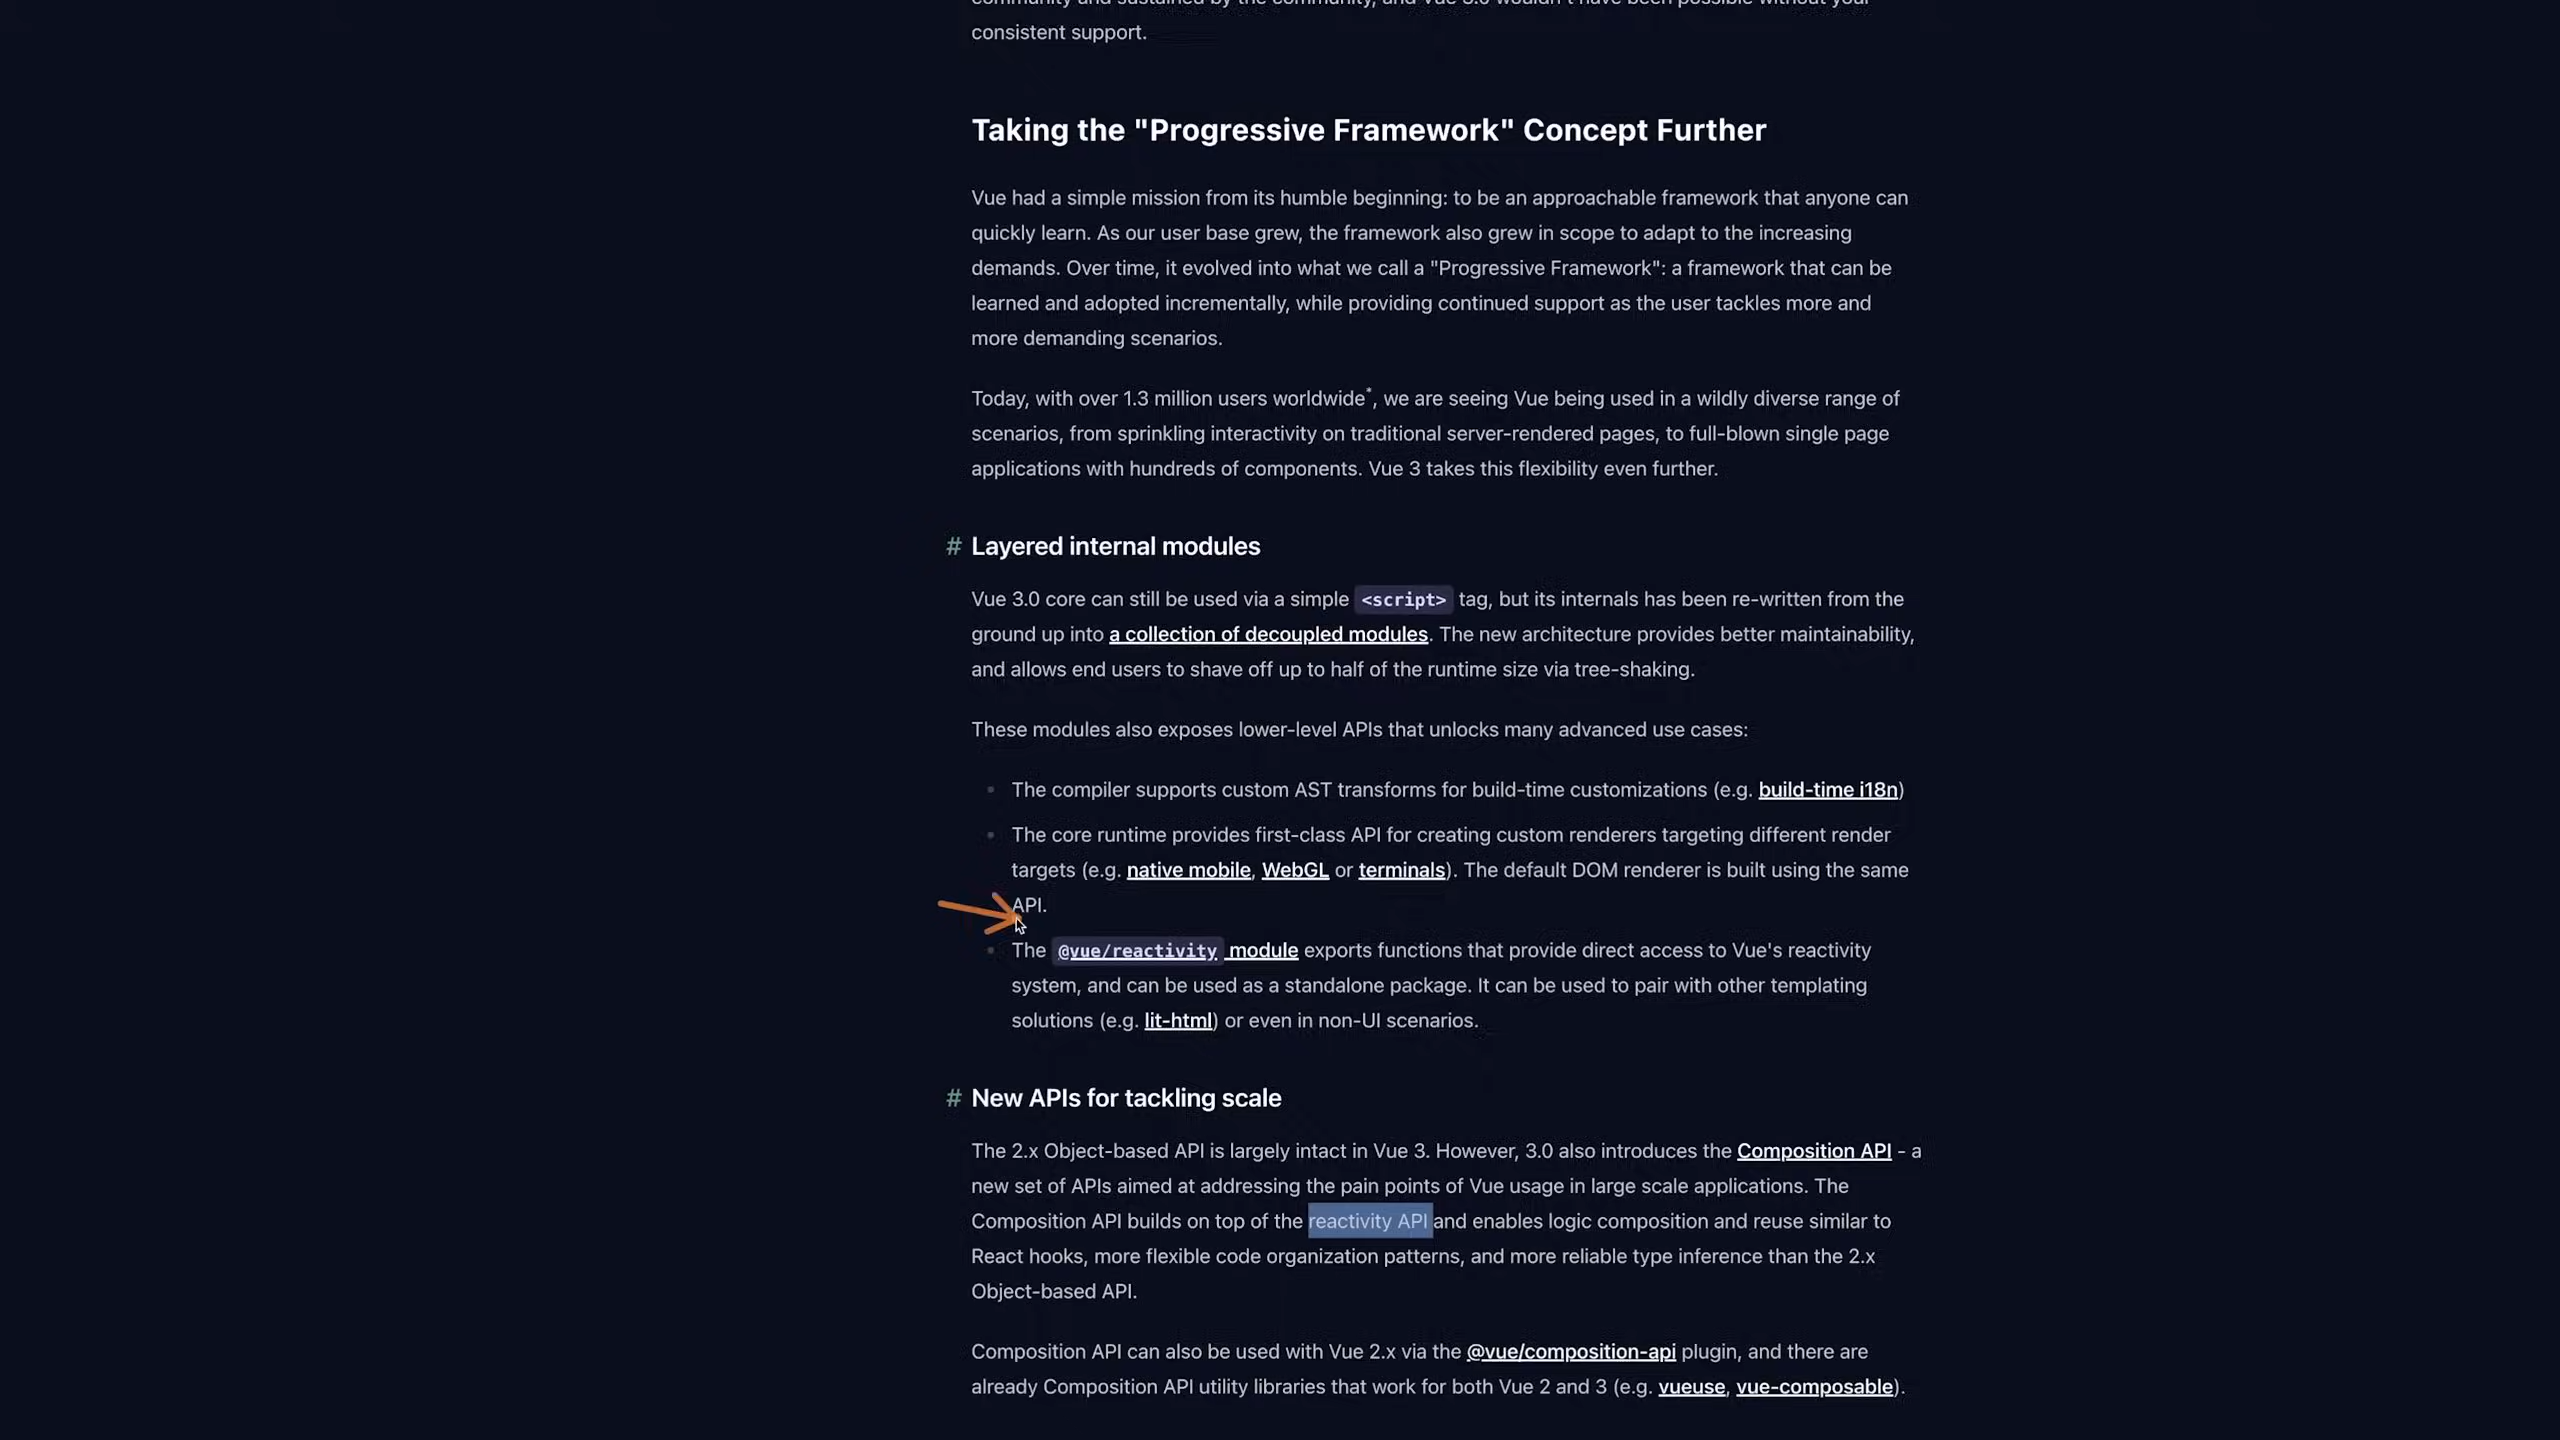 community and sustained by the community, and Vue 3.0 wouldn't have been possible without your
consistent support.
Taking the "Progressive Framework" Concept Further
Vue had a simple mission from its humble beginning: to be an approachable framework that anyone can
quickly learn. As our user base grew, the framework also grew in scope to adapt to the increasing
demands. Over time, it evolved into what we call a "Progressive Framework": a framework that can be
learned and adopted incrementally, while providing continued support as the user tackles more and
more demanding scenarios.
Today, with over 1.3 million users worldwide*, we are seeing Vue being used in a wildly diverse range of
scenarios, from sprinkling interactivity on traditional server-rendered pages, to full-blown single page
applications with hundreds of components. Vue 3 takes this flexibility even further.
# Layered internal modules
Vue 3.0 core can still be used via a simple <script> tag, but its internals has been re-written from the
ground up into a collection of decoupled modules. The new architecture provides better maintainability,
and allows end users to shave off up to half of the runtime size via tree-shaking.
These modules also exposes lower-level APIs that unlocks many advanced use cases:
• The compiler supports custom AST transforms for build-time customizations (e.g. build-time i18n)
• The core runtime provides first-class API for creating custom renderers targeting different render
targets (e.g. native mobile, WebGL or terminals). The default DOM renderer is built using the same
API.
• The @vue/reactivity module exports functions that provide direct access to Vue's reactivity
system, and can be used as a standalone package. It can be used to pair with other templating
solutions (e.g. lit-html) or even in non-UI scenarios.
# New APIs for tackling scale
The 2.x Object-based API is largely intact in Vue 3. However, 3.0 also introduces the Composition API - a
new set of APIs aimed at addressing the pain points of Vue usage in large scale applications. The
Composition API builds on top of the reactivity API and enables logic composition and reuse similar to
React hooks, more flexible code organization patterns, and more reliable type inference than the 2.x
Object-based API.
Composition API can also be used with Vue 2.x via the @vue/composition-api plugin, and there are
already Composition API utility libraries that work for both Vue 2 and 3 (e.g. vueuse, vue-composable).